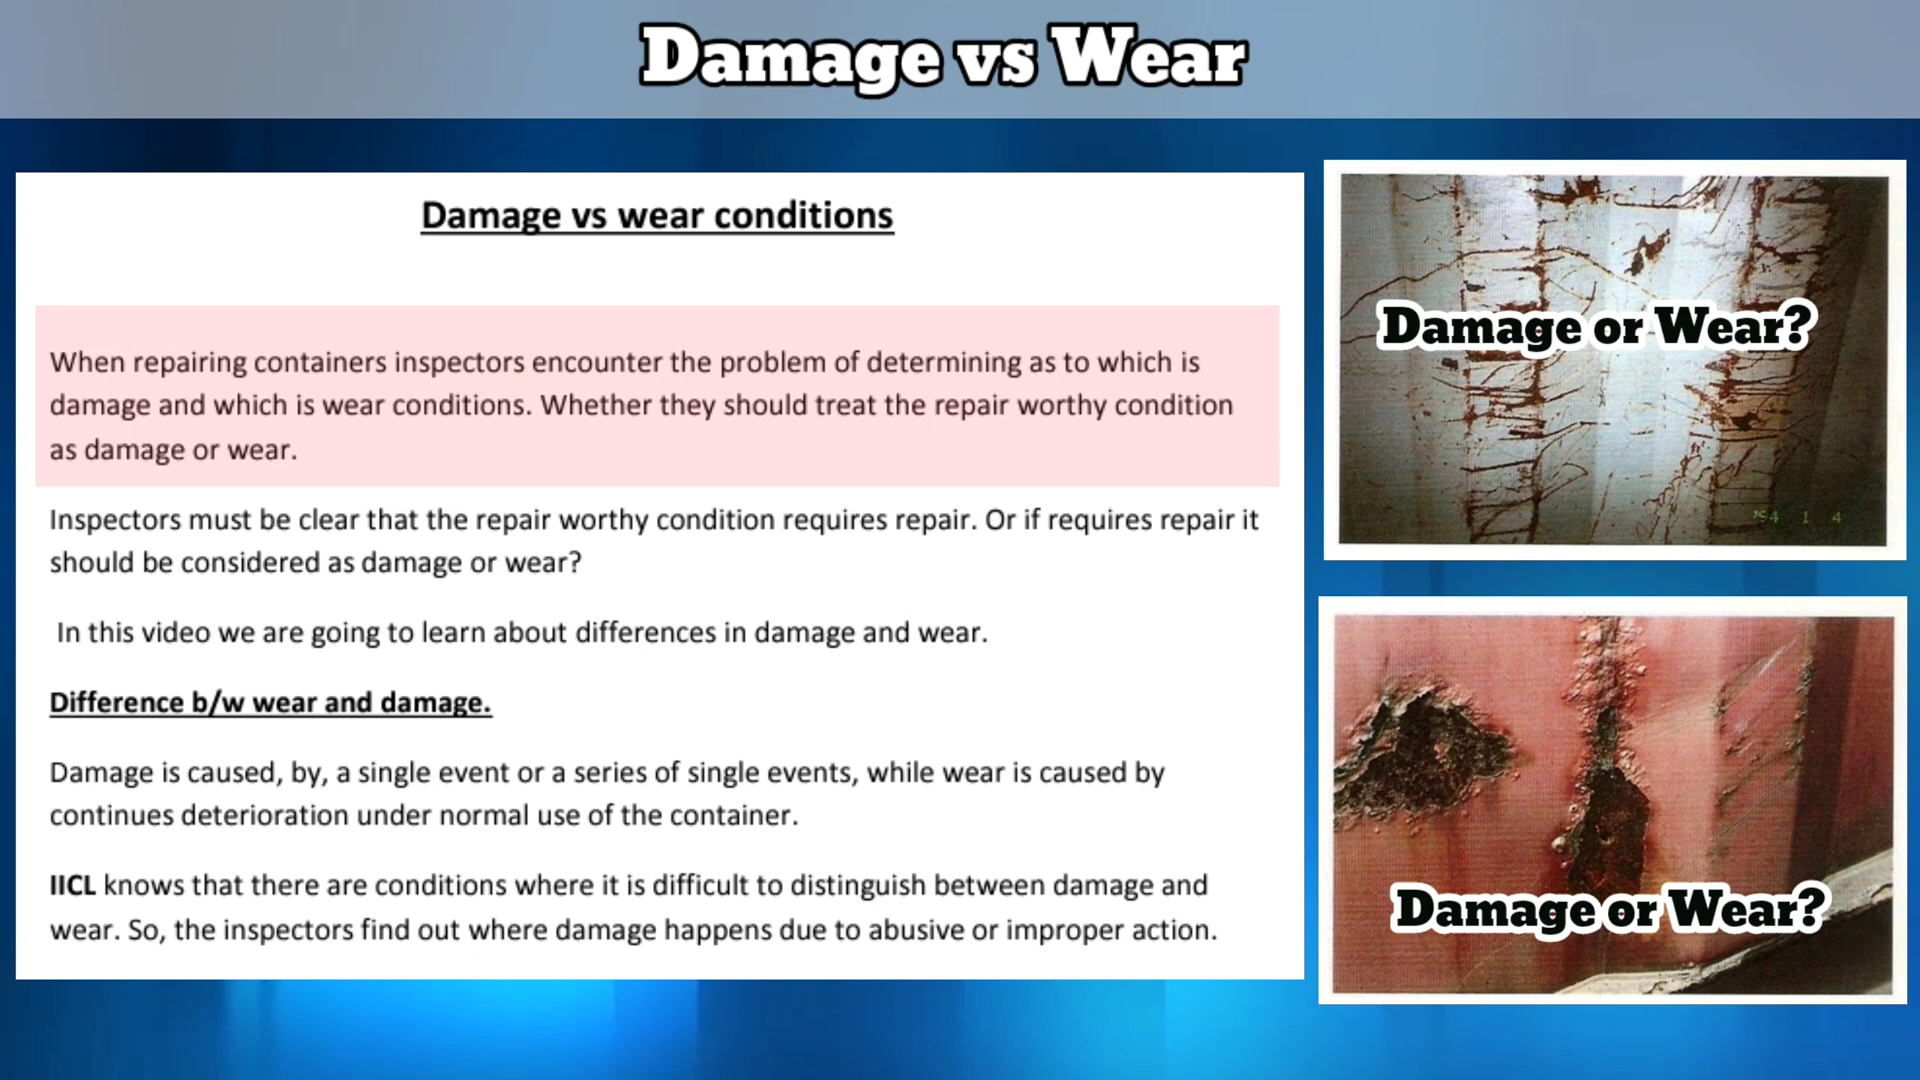 Damage vs Wear
Damage vs wear conditions
When repairing containers inspectors encounter the problem of determining as to which is
damage and which is wear conditions. Whether they should treat the repair worthy condition
as damage or wear.
Inspectors must be clear that the repair worthy condition requires repair. Or if requires repair it
should be considered as damage or wear?
In this video we are going to learn about differences in damage and wear.
Difference b/w wear and damage.
Damage is caused, by, a single event or a series of single events, while wear is caused by
continues deterioration under normal use of the container.
IICL knows that there are conditions where it is difficult to distinguish between damage and
wear. So, the inspectors find out where damage happens due to abusive or improper action.
Damage or Wear?
'94 1 4
Damage or Wear?